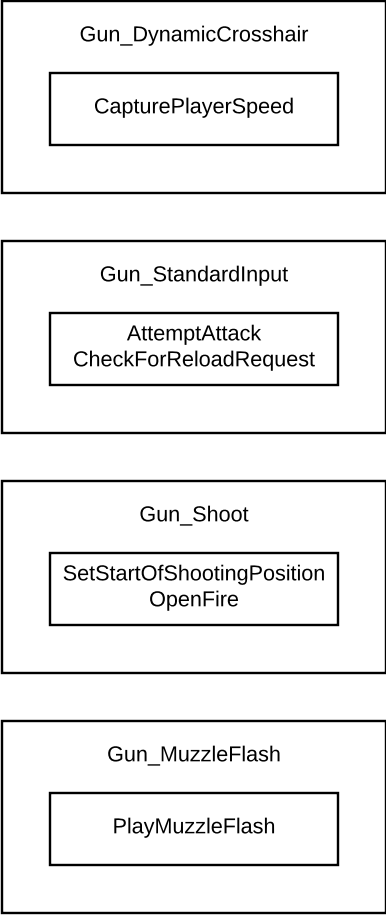 Gun_DynamicCrosshair
CapturePlayerSpeed
Gun_StandardInput
AttemptAttack
CheckForReloadRequest
Gun_Shoot
SetStartOfShootingPosition
OpenFire
Gun_MuzzleFlash
PlayMuzzleFlash